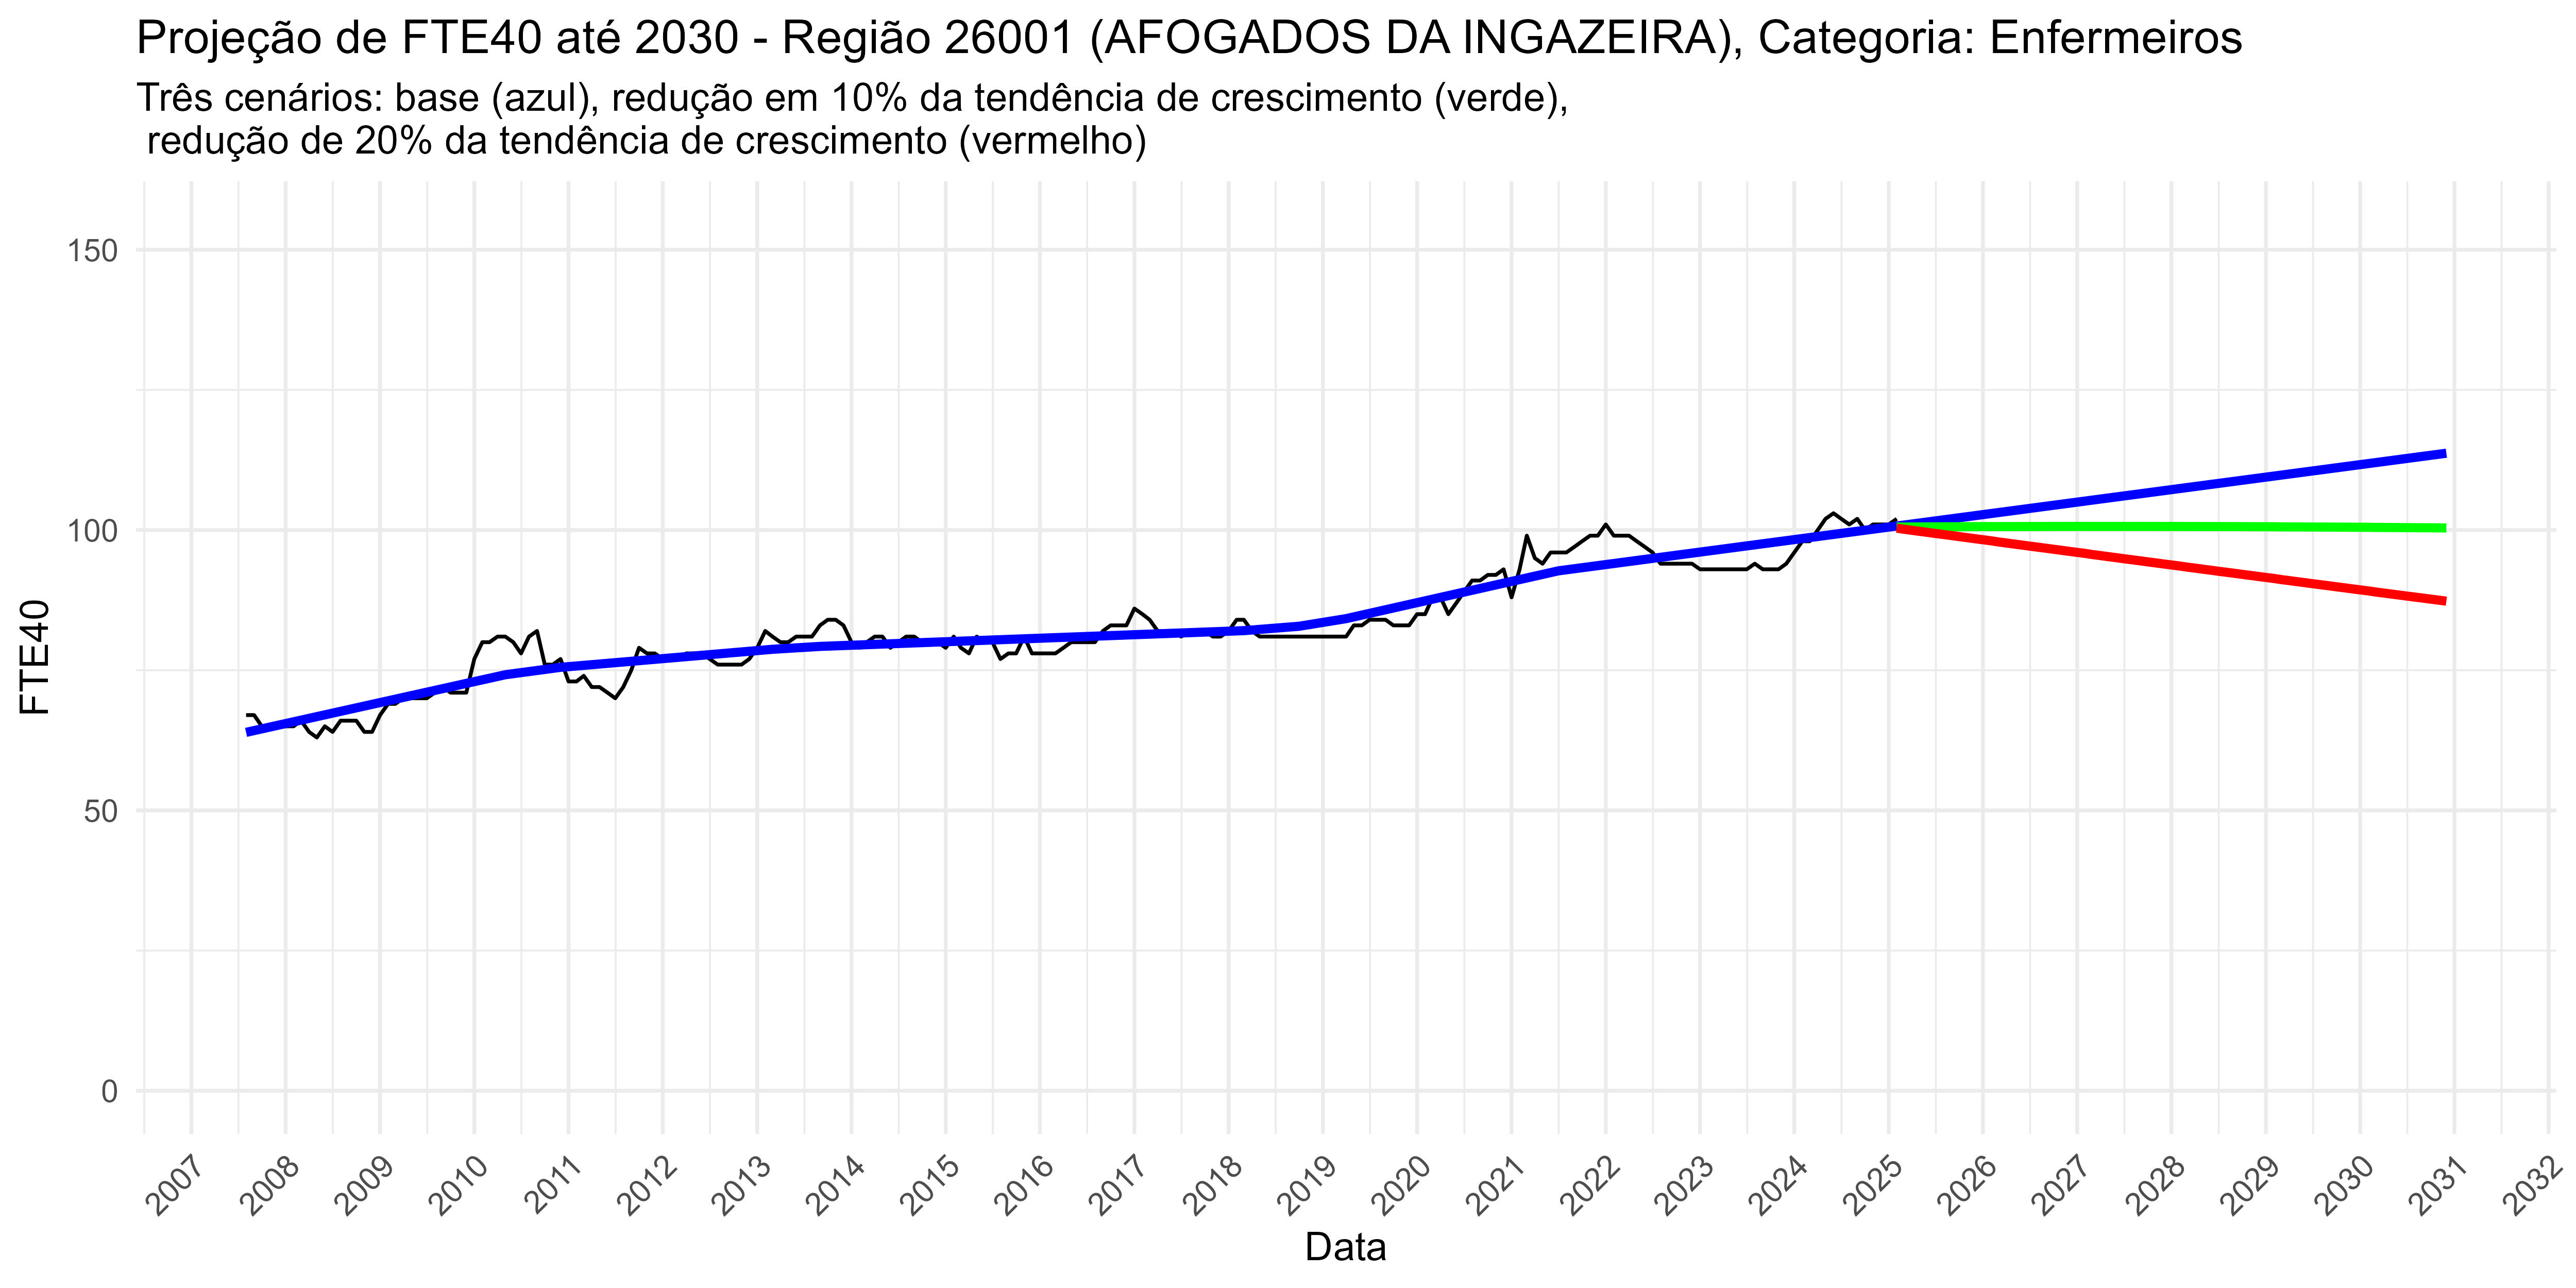 Projeção de FTE40 até 2030 - Região 26001 (AFOGADOS DA INGAZEIRA), Categoria: Enfermeiros
Três cenários: base (azul), redução em 10% da tendência de crescimento (verde),
redução de 20% da tendência de crescimento (vermelho)
150
100
50
0
FTE40
2007 2008 2009 2010 2011 2012 2013 2014 2015 2016 2017 2018 2019 2020 2021 2022 2023 2024 2025 2026 2027 2028 2029 2030 2031 2032
Data